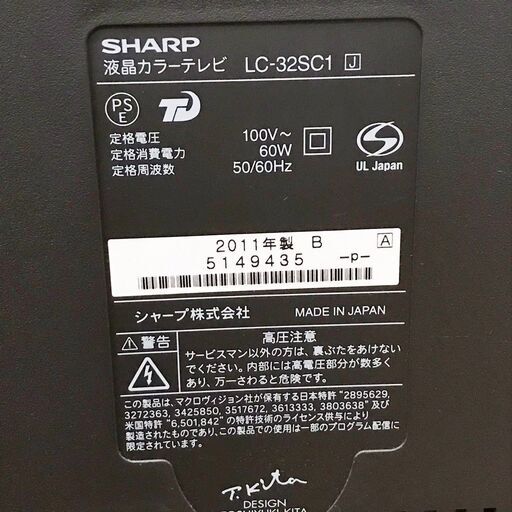 SHARP
液晶カラーテレビ LC-32SC1 J
PS
E
定格電圧 100V～
定格消費電力 60W
定格周波数 50/60Hz
UL Japan
2011年製 B A
5149435 -p-
シャープ株式会社 MADE IN JAPAN
警告
高圧注意
サービスマン以外の方は、裏ぶたをあけない
でください。内部には高電圧部分が数多く
あり、万一さわると危険です。
この製品は、マクロヴィジョン社が保有する日本特許 "2895629,
3272363, 3425850, 3517672, 3613333, 3803638" 及び
米国特許 "6,501,842" の特許技術のライセンス供与により
製造されたものであり、この製品での使用は一部のプログラム配信に
限定されています。
T.Kita
DESIGN
TOSHIYUKI KITA